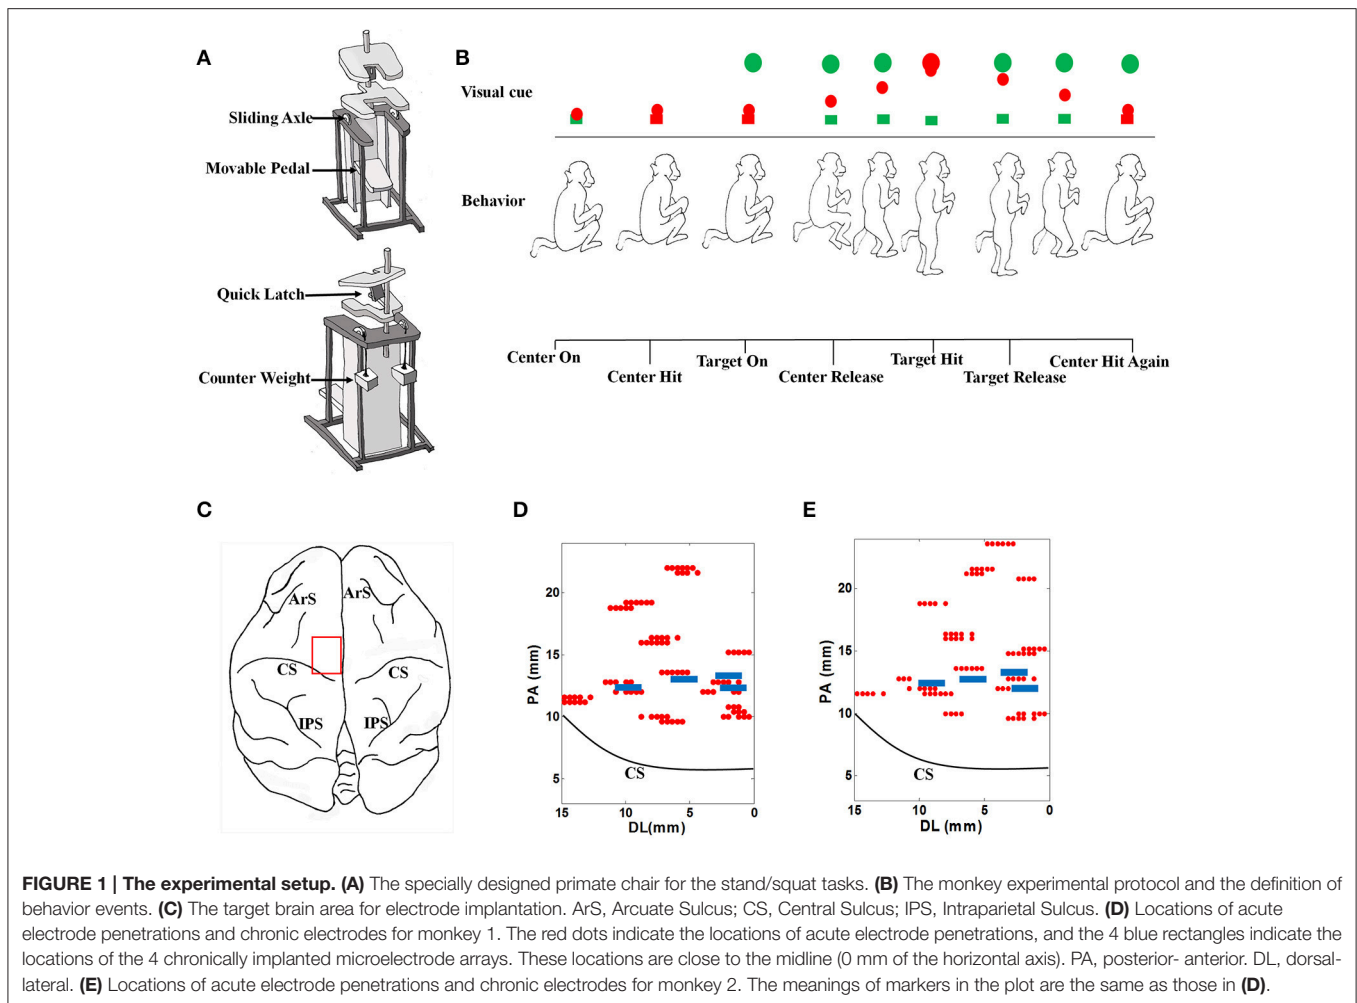 A
Sliding Axle
Movable Pedal
Quick Latch
Counter Weight
B
Visual cue
Behavior
Center On
Center Hit
Target On
Center Release
Target Hit
Target Release
Center Hit Again
C
ArS
ArS
CS
CS
IPS
IPS
D
PA (mm)
20
15
10
5
CS
15
10
5
0
DL(mm)
E
PA (mm)
20
15
10
5
CS
15
10
5
0
DL (mm)
FIGURE 1 | The experimental setup. (A) The specially designed primate chair for the stand/squat tasks. (B) The monkey experimental protocol and the definition of
behavior events. (C) The target brain area for electrode implantation. ArS, Arcuate Sulcus; CS, Central Sulcus; IPS, Intraparietal Sulcus. (D) Locations of acute
electrode penetrations and chronic electrodes for monkey 1. The red dots indicate the locations of acute electrode penetrations, and the 4 blue rectangles indicate the
locations of the 4 chronically implanted microelectrode arrays. These locations are close to the midline (0 mm of the horizontal axis). PA, posterior- anterior. DL, dorsal-
lateral. (E) Locations of acute electrode penetrations and chronic electrodes for monkey 2. The meanings of markers in the plot are the same as those in (D).